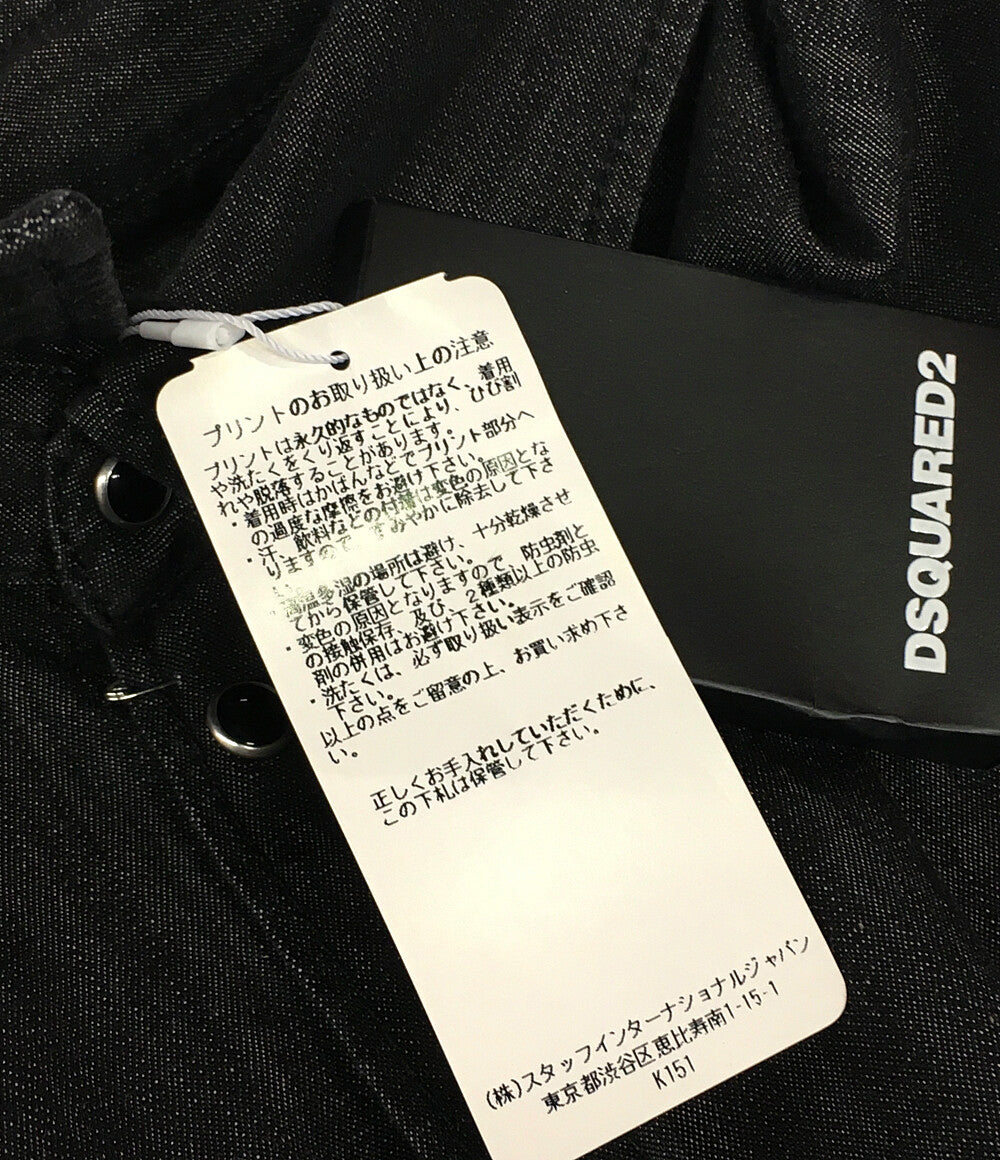 プリントのお取り扱い上の注意
プリントは永久的なものではなく、着用
や洗たくをくり返すことにより、ひび割
れや脱落することがあります。
・着用時はかばんなどでプリント部分へ
の過度な摩擦をお避け下さい。
・汗、飲料などの付着は変色の原因とな
りますので、すみやかに除去して下さ
い。
・高温多湿の場所は避け、十分乾燥させ
てから保管して下さい。
・変色の原因となりますので、防虫剤と
の接触保存、及び、2種類以上の防虫
剤の併用はお避け下さい。
・洗たくは、必ず取り扱い表示をご確認
下さい。
以上の点をご留意の上、お買い求め下さ
い。
正しくお手入れしていただくために、
この下札は保管して下さい。
(株)スタッフインターナショナルジャパン
東京都渋谷区恵比寿南1-15-1
K151
DSQUARED2